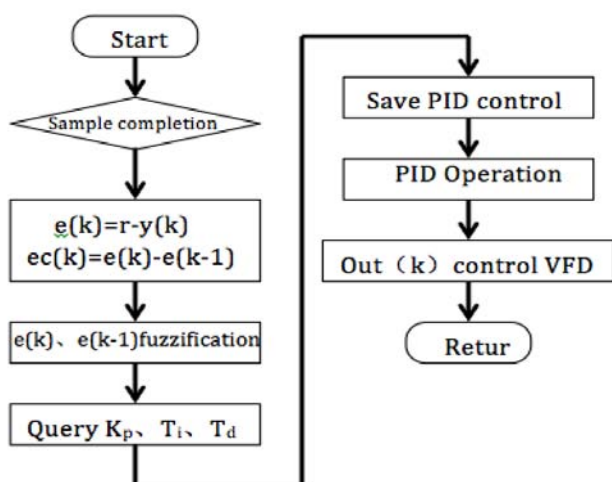 Start
Sample completion
e(k)=r-y(k)
ec(k)=e(k)-e(k-1)
e(k)、e(k-1)fuzzification
Query Kp、Ti、Td
Save PID control
PID Operation
Out（k）control VFD
Retur